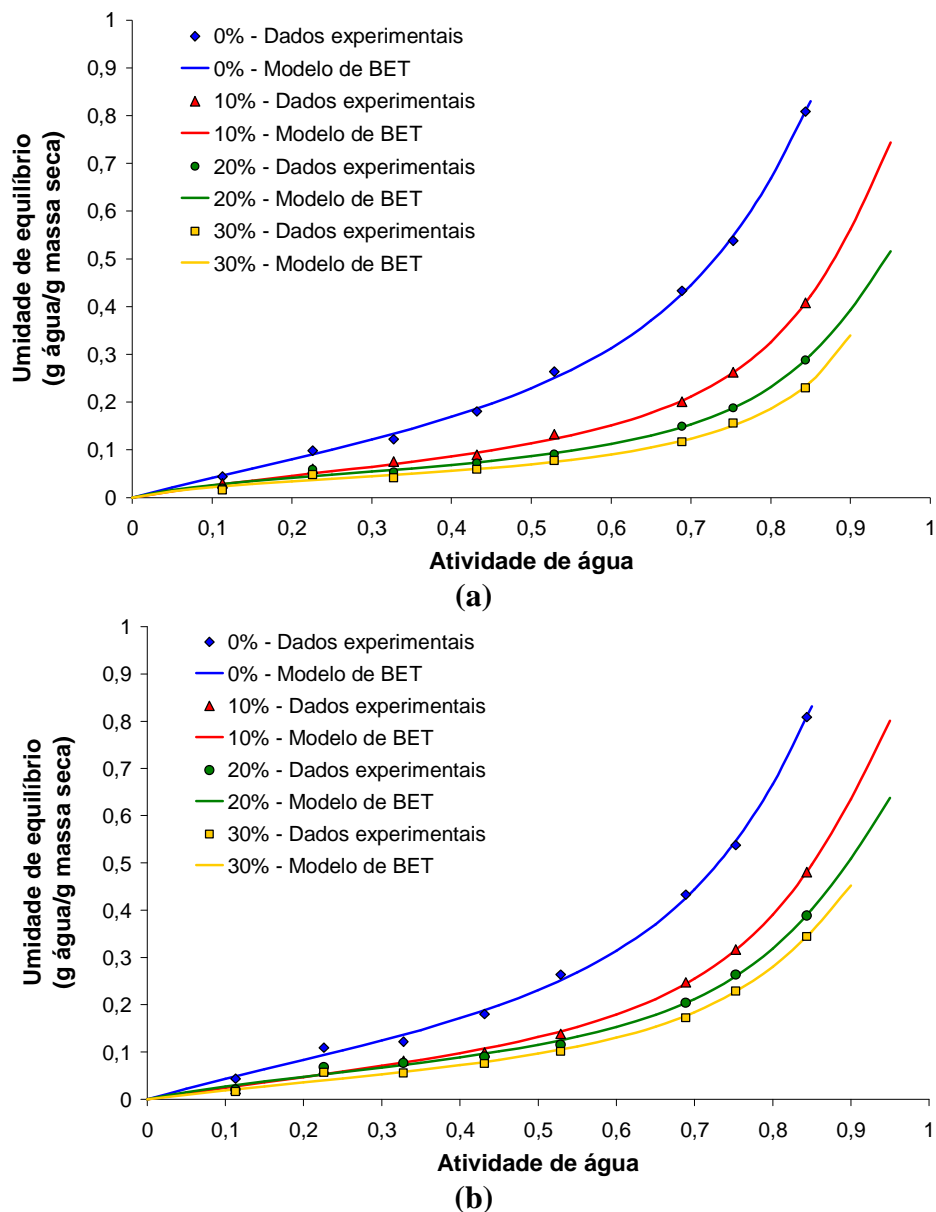 1
0,9
0,8
0,7
0,6
0,5
0,4
0,3
0,2
0,1
0
Umidade de equilíbrio
(g água/g massa seca)
0% - Dados experimentais
0% - Modelo de BET
10% - Dados experimentais
10% - Modelo de BET
20% - Dados experimentais
20% - Modelo de BET
30% - Dados experimentais
30% - Modelo de BET
0 0,1 0,2 0,3 0,4 0,5 0,6 0,7 0,8 0,9 1
Atividade de água
(a)
1
0,9
0,8
0,7
0,6
0,5
0,4
0,3
0,2
0,1
0
Umidade de equilíbrio
(g água/g massa seca)
0% - Dados experimentais
0% - Modelo de BET
10% - Dados experimentais
10% - Modelo de BET
20% - Dados experimentais
20% - Modelo de BET
30% - Dados experimentais
30% - Modelo de BET
0 0,1 0,2 0,3 0,4 0,5 0,6 0,7 0,8 0,9 1
Atividade de água
(b)